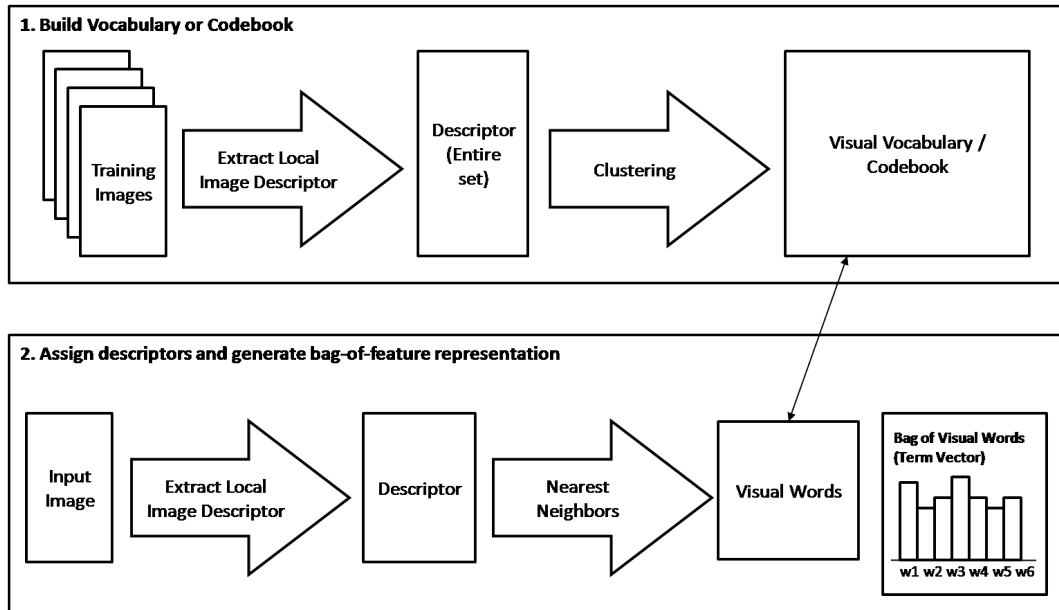 1. Build Vocabulary or Codebook
Training
Images
Extract Local
Image Descriptor
Descriptor
(Entire
set)
Clustering
Visual Vocabulary /
Codebook
2. Assign descriptors and generate bag-of-feature representation
Input
Image
Extract Local
Image Descriptor
Descriptor
Nearest
Neighbors
Visual Words
Bag of Visual Words
(Term Vector)
w1 w2 w3 w4 w5 w6